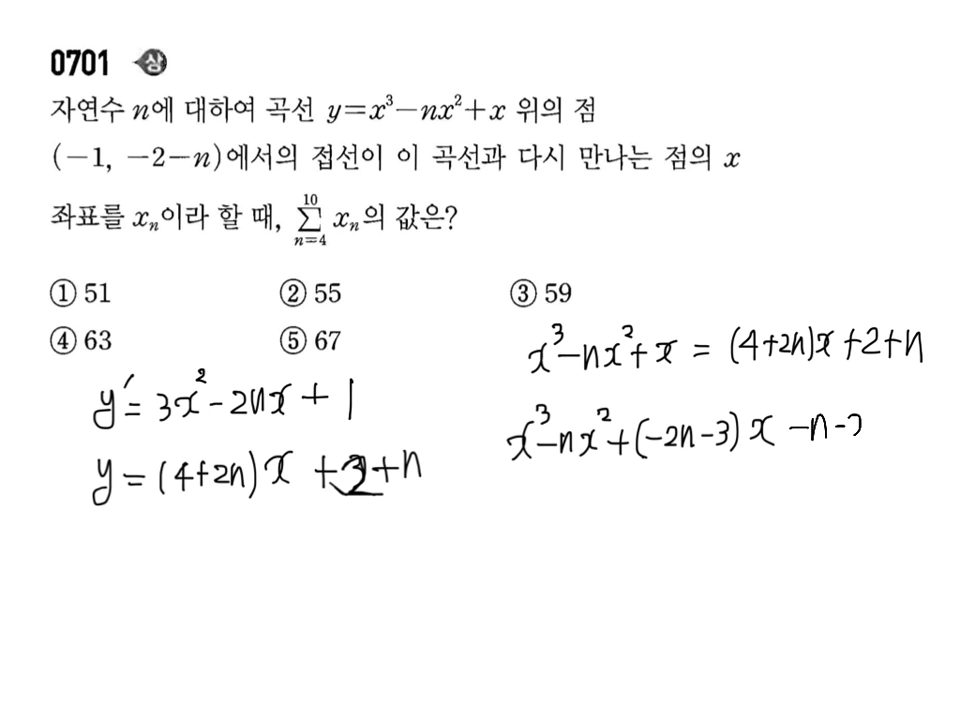 0701 상
자연수 n에 대하여 곡선 y=x³−nx²+x 위의 점
(−1, −2−n)에서의 접선이 이 곡선과 다시 만나는 점의 x
좌표를 xₙ이라 할 때, ∑_{n=4}^{10} xₙ의 값은?
① 51 ② 55 ③ 59
④ 63 ⑤ 67
y′= 3x²−2nx+1
y=(4+2n)x+2+n
x³−nx²+x = (4+2n)x+2+n
x³−nx²+(−2n−3)x −n−2